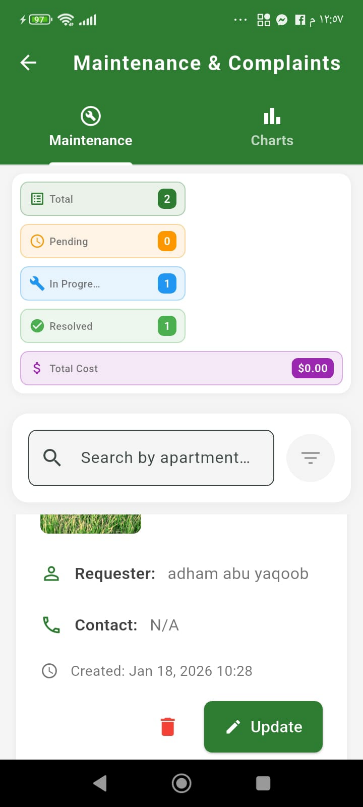 97
... م ١٢:٥٧
Maintenance & Complaints
Maintenance
Charts
Total 2
Pending 0
In Progre... 1
Resolved 1
$ Total Cost $0.00
Search by apartment...
Requester: adham abu yaqoob
Contact: N/A
Created: Jan 18, 2026 10:28
Update